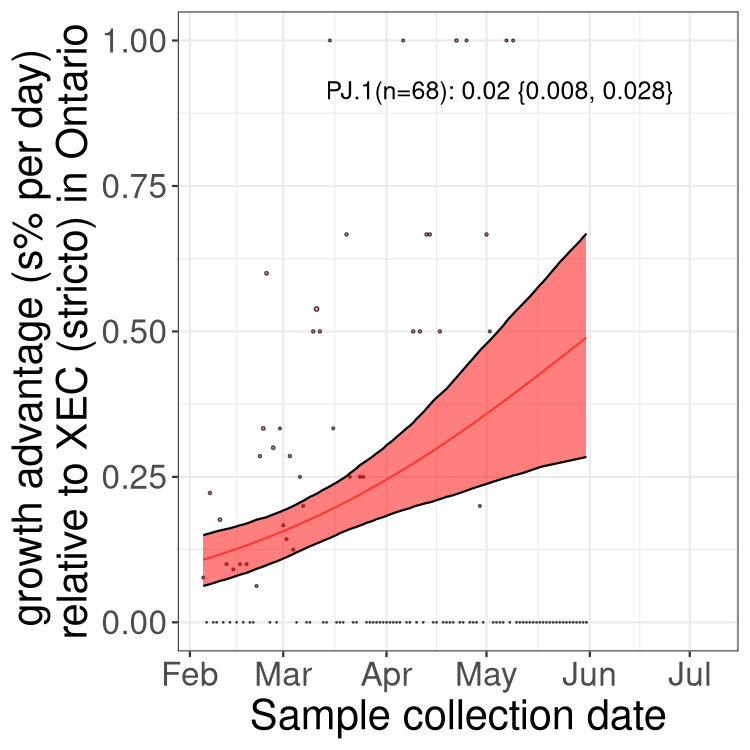 growth advantage (s% per day)
relative to XEC (stricto) in Ontario
1.00
0.75
0.50
0.25
0.00
PJ.1(n=68): 0.02 {0.008, 0.028}
Feb Mar Apr May Jun Jul
Sample collection date